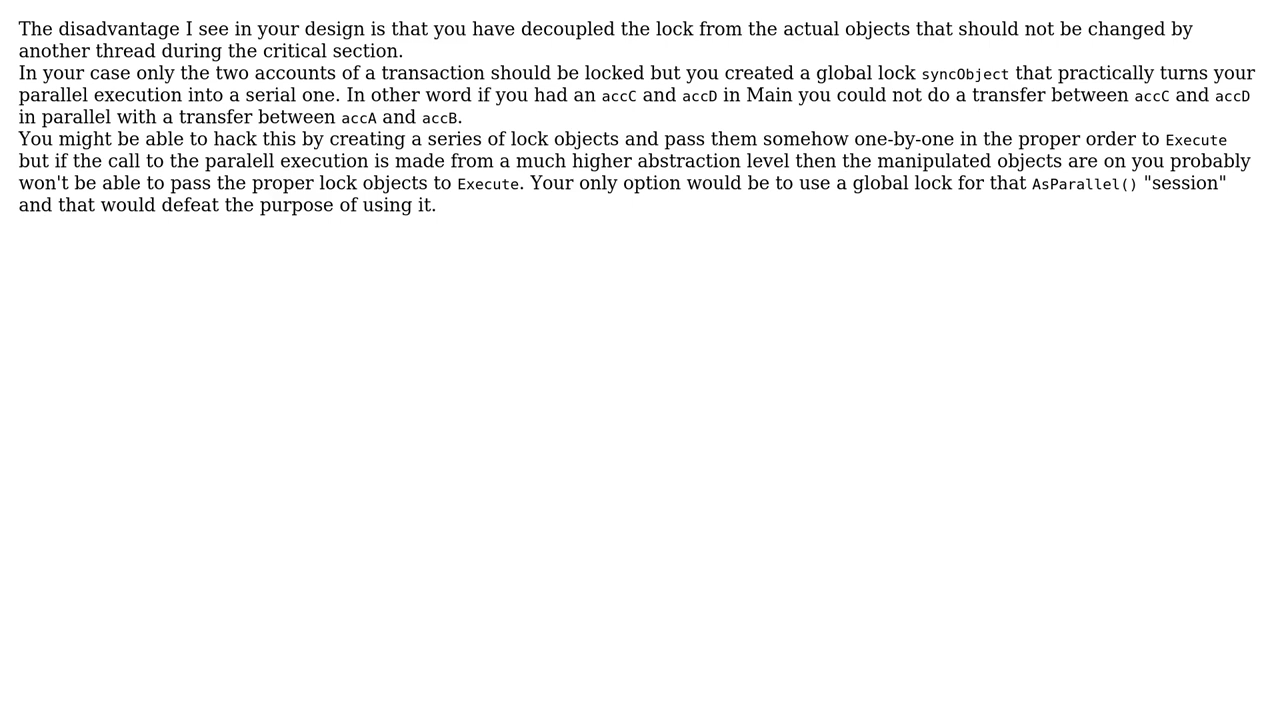 The disadvantage I see in your design is that you have decoupled the lock from the actual objects that should not be changed by
another thread during the critical section.
In your case only the two accounts of a transaction should be locked but you created a global lock syncObject that practically turns your
parallel execution into a serial one. In other word if you had an accC and accD in Main you could not do a transfer between accC and accD
in parallel with a transfer between accA and accB.
You might be able to hack this by creating a series of lock objects and pass them somehow one-by-one in the proper order to Execute
but if the call to the paralell execution is made from a much higher abstraction level then the manipulated objects are on you probably
won't be able to pass the proper lock objects to Execute. Your only option would be to use a global lock for that AsParallel() "session"
and that would defeat the purpose of using it.